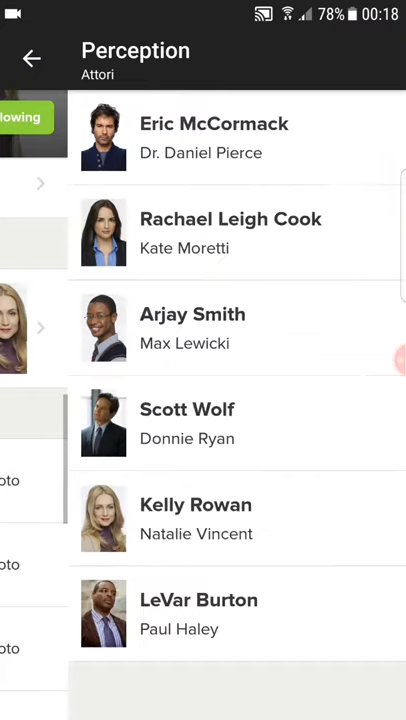 78% 00:18
Perception
Attori
lowing
Eric McCormack
Dr. Daniel Pierce
Rachael Leigh Cook
Kate Moretti
Arjay Smith
Max Lewicki
Scott Wolf
Donnie Ryan
oto
Kelly Rowan
Natalie Vincent
oto
LeVar Burton
Paul Haley
oto